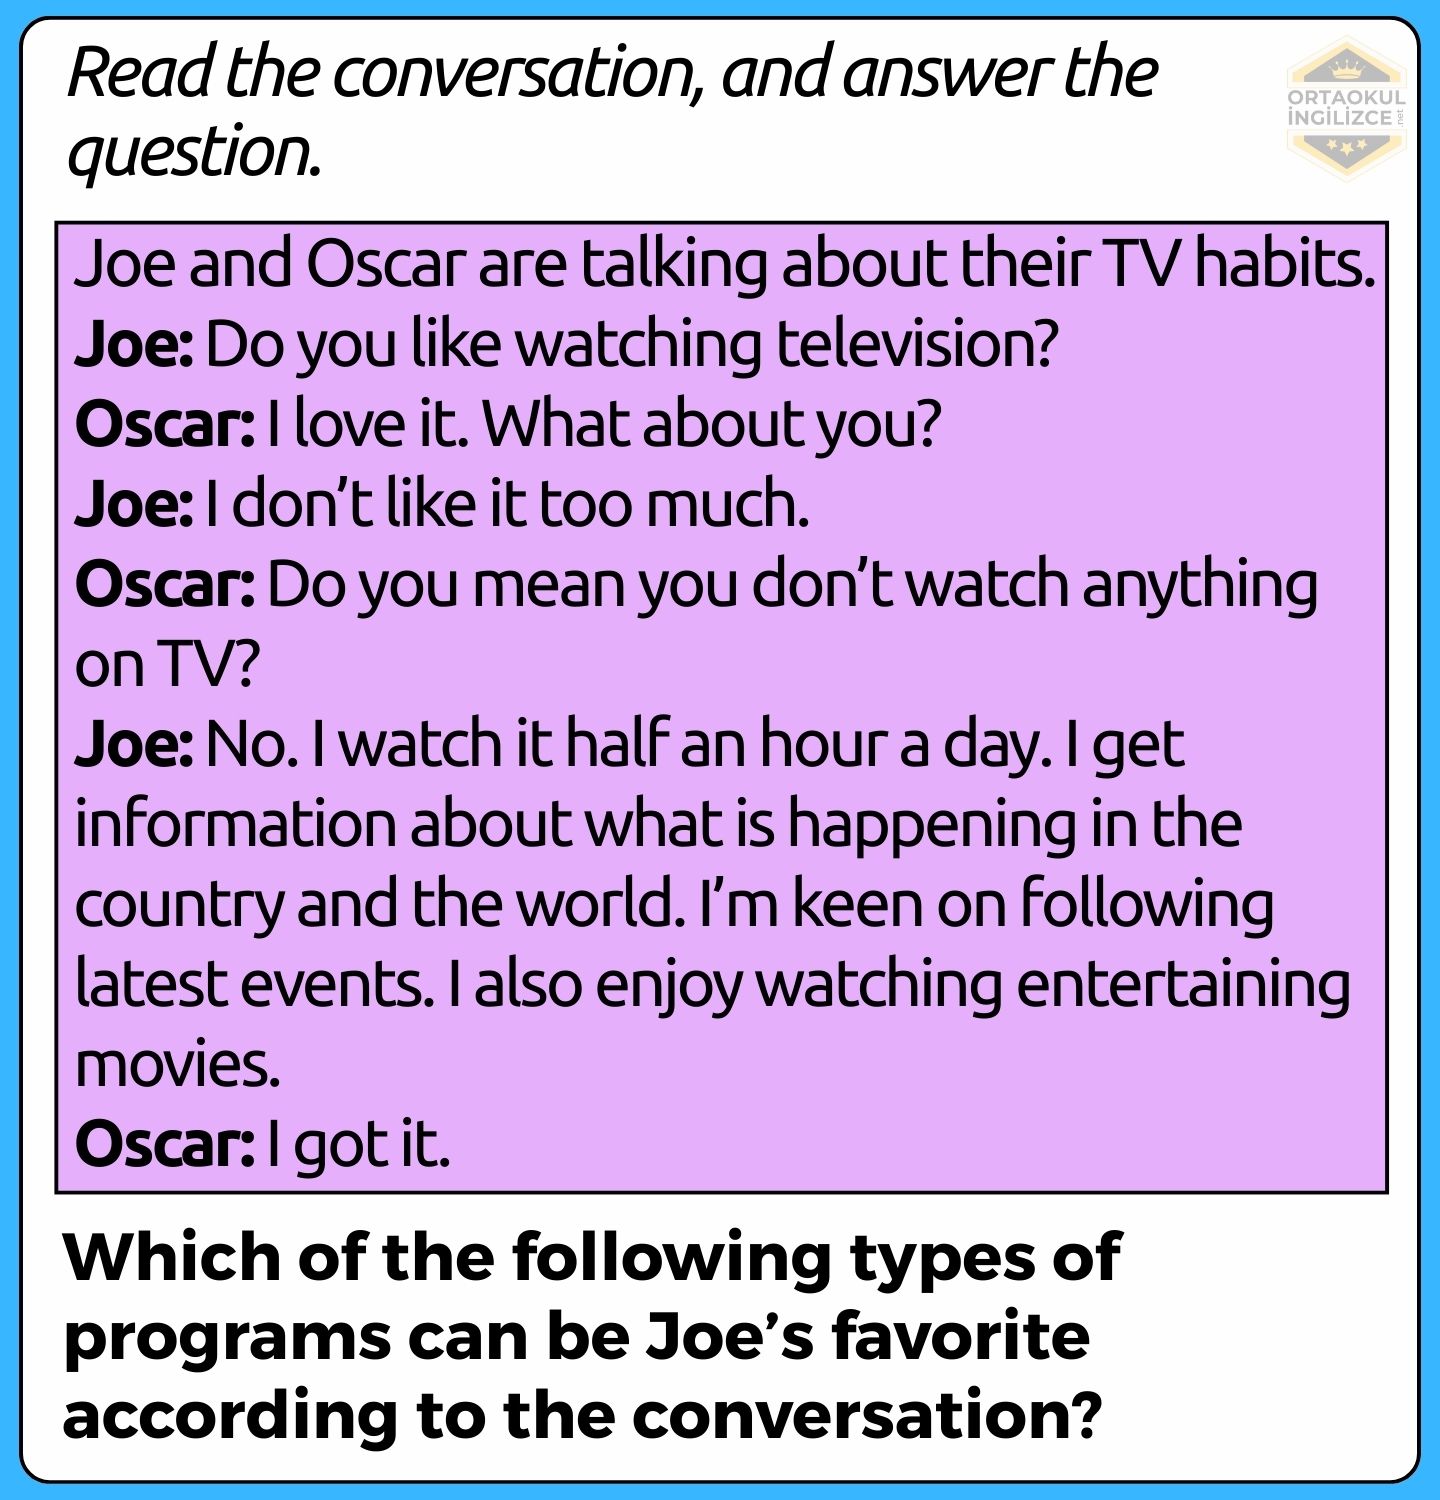 Read the conversation, and answer the
question.
ORTAOKUL
İNGİLİZCE
.net
Joe and Oscar are talking about their TV habits.
Joe: Do you like watching television?
Oscar: I love it. What about you?
Joe: I don’t like it too much.
Oscar: Do you mean you don’t watch anything
on TV?
Joe: No. I watch it half an hour a day. I get
information about what is happening in the
country and the world. I’m keen on following
latest events. I also enjoy watching entertaining
movies.
Oscar: I got it.
Which of the following types of
programs can be Joe’s favorite
according to the conversation?